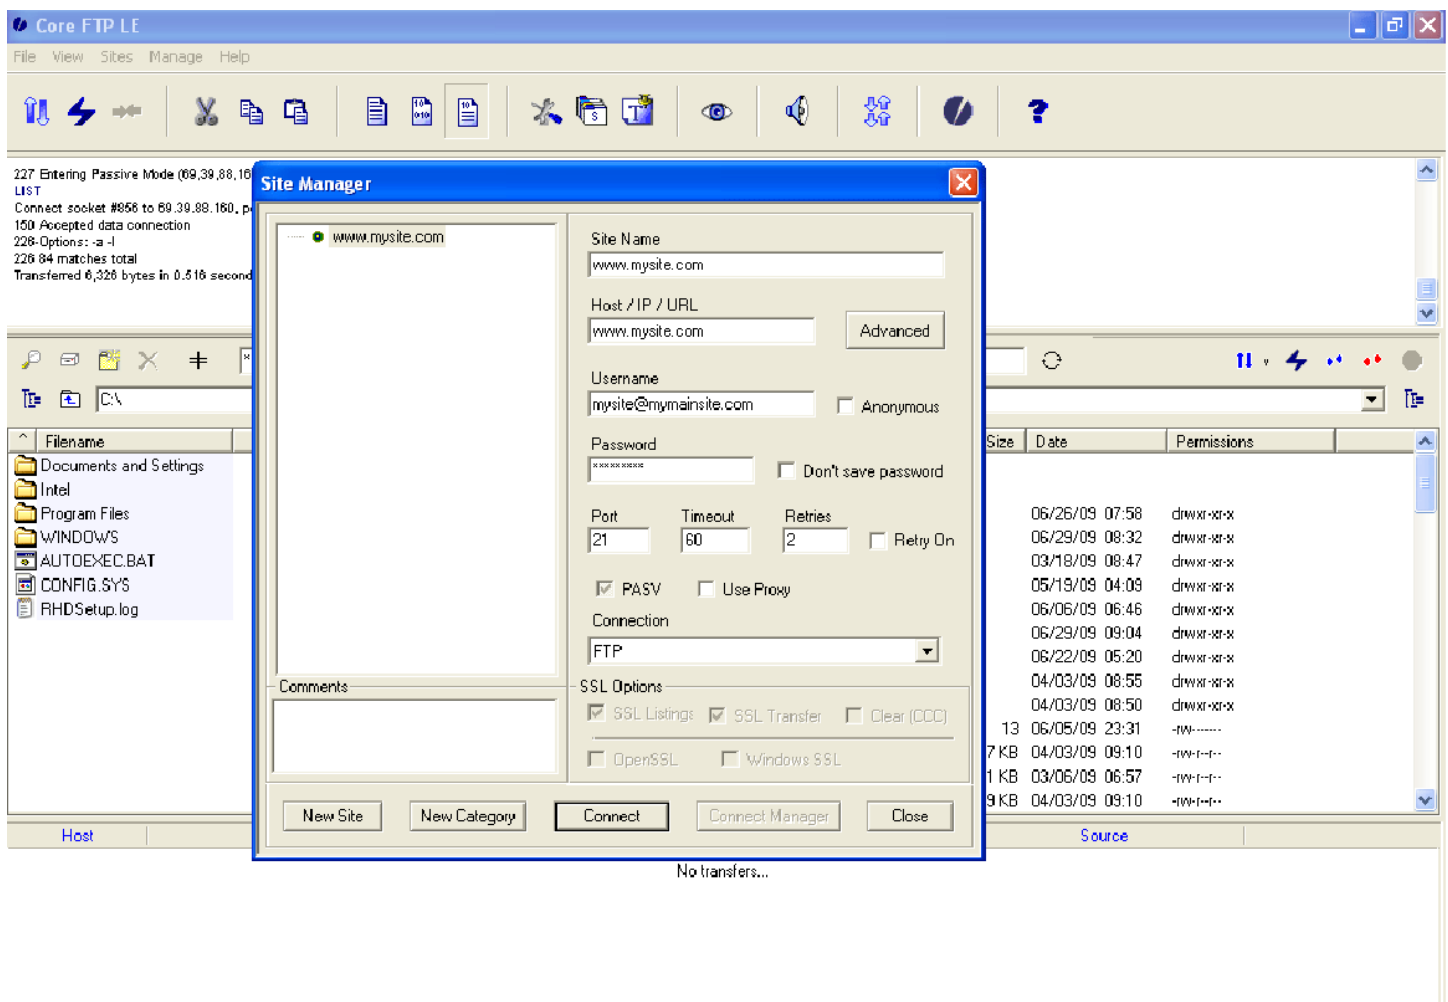 Core FTP LE
File View Sites Manage Help
227 Entering Passive Mode (69,39,88,16
LIST
Connect socket #856 to 69.39.88.160, p
150 Accepted data connection
226-Options: -a -l
226 84 matches total
Transferred 6,326 bytes in 0.516 second
Site Manager
www.mysite.com
Site Name
www.mysite.com
Host / IP / URL
www.mysite.com
Advanced
Username
mysite@mymainsite.com
Anonymous
Password
*********
Don't save password
Port Timeout Retries
21 60 2 Retry On
PASV Use Proxy
Connection
FTP
Comments
SSL Options
SSL Listings SSL Transfer Clear (CCC)
OpenSSL Windows SSL
New Site New Category Connect Connect Manager Close
C:\
^ Filename
Documents and Settings
Intel
Program Files
WINDOWS
AUTOEXEC.BAT
CONFIG.SYS
RHDSetup.log
Size Date Permissions
06/26/09 07:58 drwxr-xr-x
06/29/09 08:32 drwxr-xr-x
03/18/09 08:47 drwxr-xr-x
05/19/09 04:09 drwxr-xr-x
06/06/09 06:46 drwxr-xr-x
06/29/09 09:04 drwxr-xr-x
06/22/09 05:20 drwxr-xr-x
04/03/09 08:55 drwxr-xr-x
04/03/09 08:50 drwxr-xr-x
13 06/05/09 23:31 -rw-------
7 KB 04/03/09 09:10 -rw-r--r--
1 KB 03/06/09 06:57 -rw-r--r--
9 KB 04/03/09 09:10 -rw-r--r--
Host Source
No transfers...